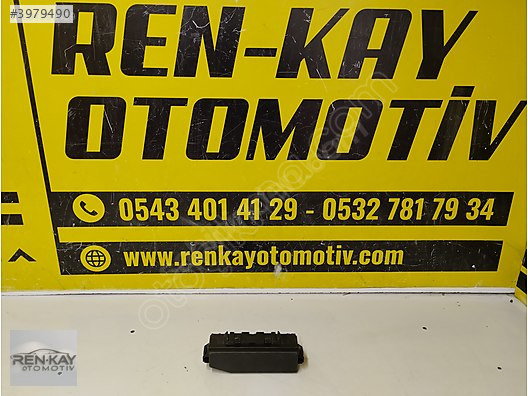 #3979490
REN-KAY
OTOMOTİV
0543 401 41 29 - 0532 781 79 34
www.renkayotomotiv.com
REN-KAY
OTOMOTİV